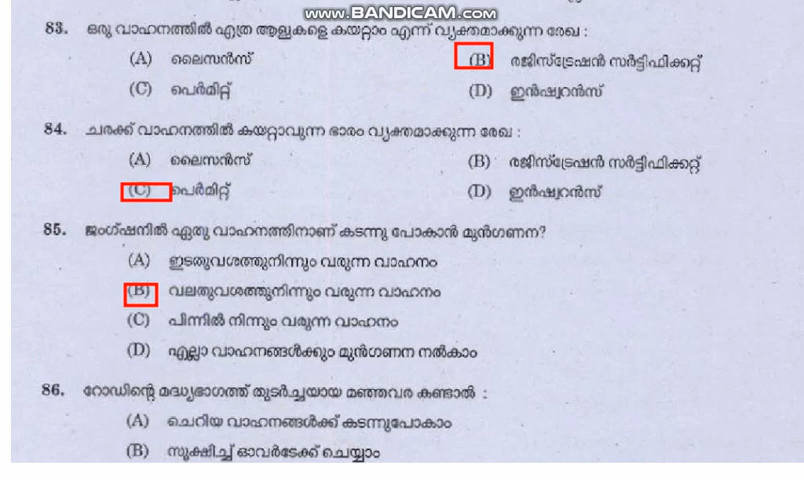 www.BANDICAM.com
83. ഒരു വാഹനത്തിൽ എത്ര ആളുകളെ കയറ്റാം എന്ന് വ്യക്തമാക്കുന്ന രേഖ :
(A) ലൈസൻസ് (B) രജിസ്ട്രേഷൻ സർട്ടിഫിക്കറ്റ്
(C) പെർമിറ്റ് (D) ഇൻഷ്വറൻസ്
84. ചരക്ക് വാഹനത്തിൽ കയറ്റാവുന്ന ഭാരം വ്യക്തമാക്കുന്ന രേഖ :
(A) ലൈസൻസ് (B) രജിസ്ട്രേഷൻ സർട്ടിഫിക്കറ്റ്
(C) പെർമിറ്റ് (D) ഇൻഷ്വറൻസ്
85. ജംഗ്ഷനിൽ ഏതു വാഹനത്തിനാണ് കടന്നു പോകാൻ മുൻഗണന?
(A) ഇടതുവശത്തുനിന്നും വരുന്ന വാഹനം
(B) വലതുവശത്തുനിന്നും വരുന്ന വാഹനം
(C) പിന്നിൽ നിന്നും വരുന്ന വാഹനം
(D) എല്ലാ വാഹനങ്ങൾക്കും മുൻഗണന നൽകാം
86. റോഡിന്റെ മദ്ധ്യഭാഗത്ത് തുടർച്ചയായ മഞ്ഞവര കണ്ടാൽ :
(A) ചെറിയ വാഹനങ്ങൾക്ക് കടന്നുപോകാം
(B) സൂക്ഷിച്ച് ഓവർടേക്ക് ചെയ്യാം